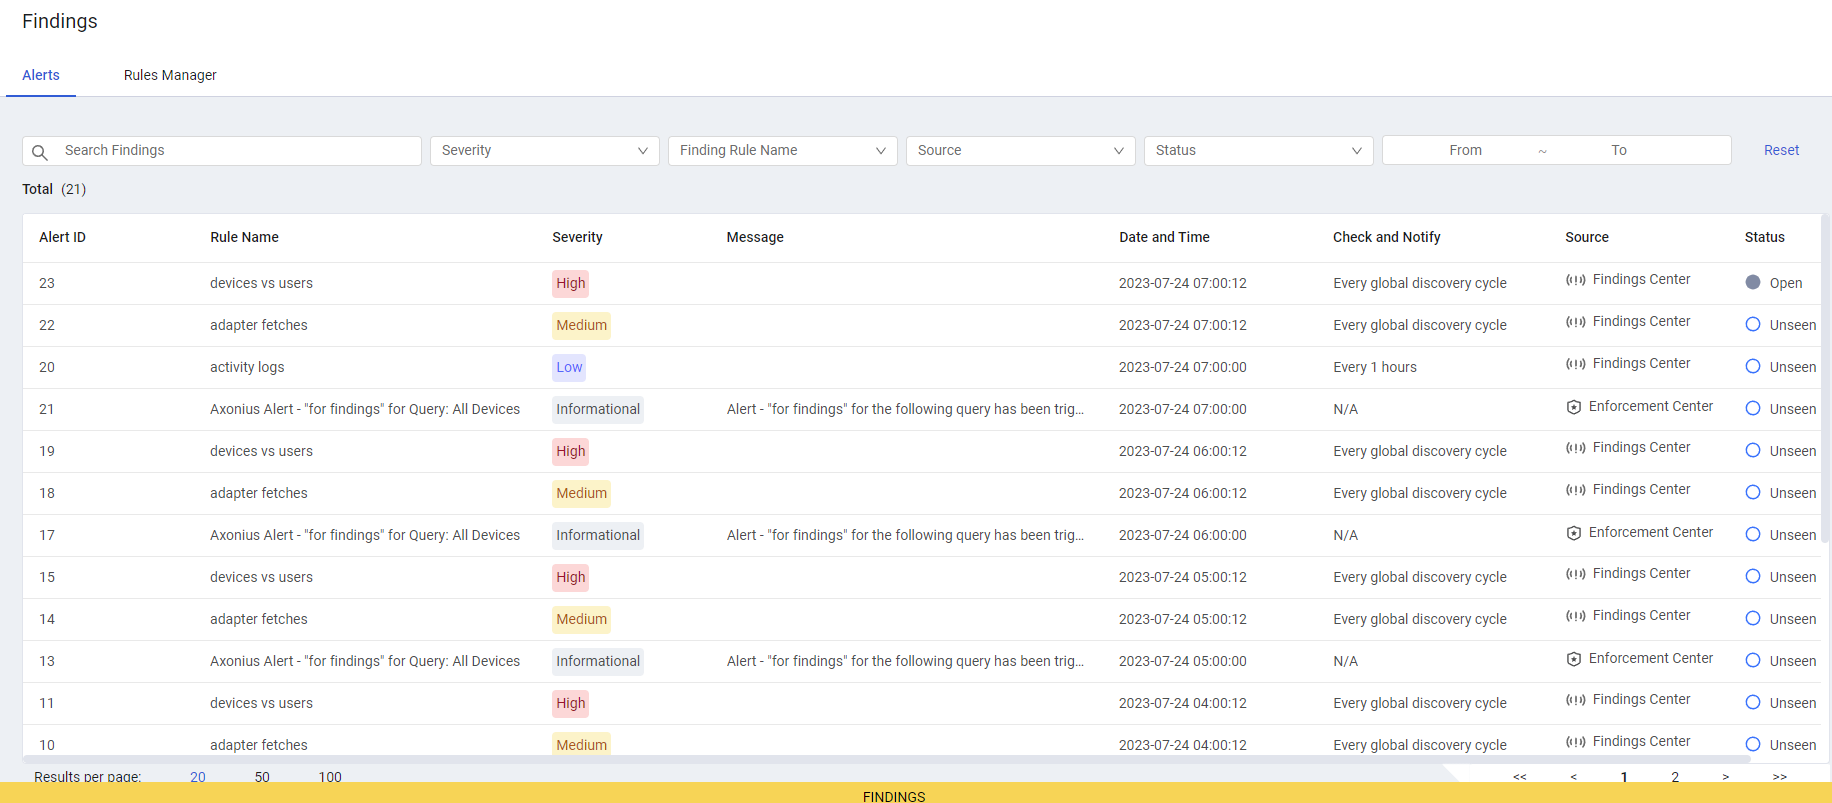 Findings
Alerts Rules Manager
Search Findings Severity Finding Rule Name Source Status From ~ To Reset
Total (21)
Alert ID Rule Name Severity Message Date and Time Check and Notify Source Status
23 devices vs users High 2023-07-24 07:00:12 Every global discovery cycle Findings Center Open
22 adapter fetches Medium 2023-07-24 07:00:12 Every global discovery cycle Findings Center Unseen
20 activity logs Low 2023-07-24 07:00:00 Every 1 hours Findings Center Unseen
21 Axonius Alert - "for findings" for Query: All Devices Informational Alert - "for findings" for the following query has been trig... 2023-07-24 07:00:00 N/A Enforcement Center Unseen
19 devices vs users High 2023-07-24 06:00:12 Every global discovery cycle Findings Center Unseen
18 adapter fetches Medium 2023-07-24 06:00:12 Every global discovery cycle Findings Center Unseen
17 Axonius Alert - "for findings" for Query: All Devices Informational Alert - "for findings" for the following query has been trig... 2023-07-24 06:00:00 N/A Enforcement Center Unseen
15 devices vs users High 2023-07-24 05:00:12 Every global discovery cycle Findings Center Unseen
14 adapter fetches Medium 2023-07-24 05:00:12 Every global discovery cycle Findings Center Unseen
13 Axonius Alert - "for findings" for Query: All Devices Informational Alert - "for findings" for the following query has been trig... 2023-07-24 05:00:00 N/A Enforcement Center Unseen
11 devices vs users High 2023-07-24 04:00:12 Every global discovery cycle Findings Center Unseen
10 adapter fetches Medium 2023-07-24 04:00:12 Every global discovery cycle Findings Center Unseen
Results per page: 20 50 100 << < 1 2 > >>
FINDINGS